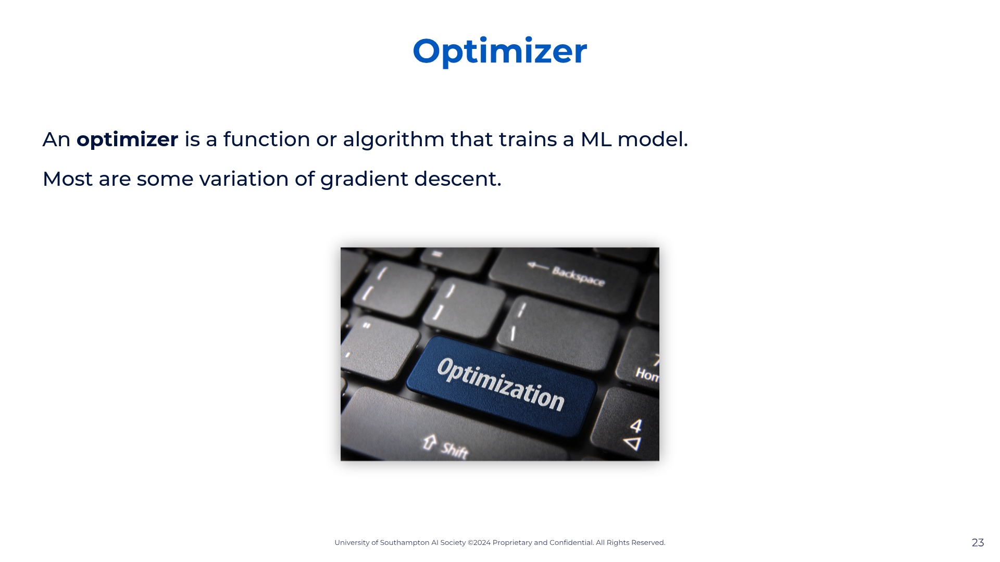 Optimizer
An optimizer is a function or algorithm that trains a ML model.
Most are some variation of gradient descent.
=
← Backspace
{
[
}
]
|
\
"
'
Optimization
7
Hom
4
Shift
University of Southampton AI Society ©2024 Proprietary and Confidential. All Rights Reserved.
23